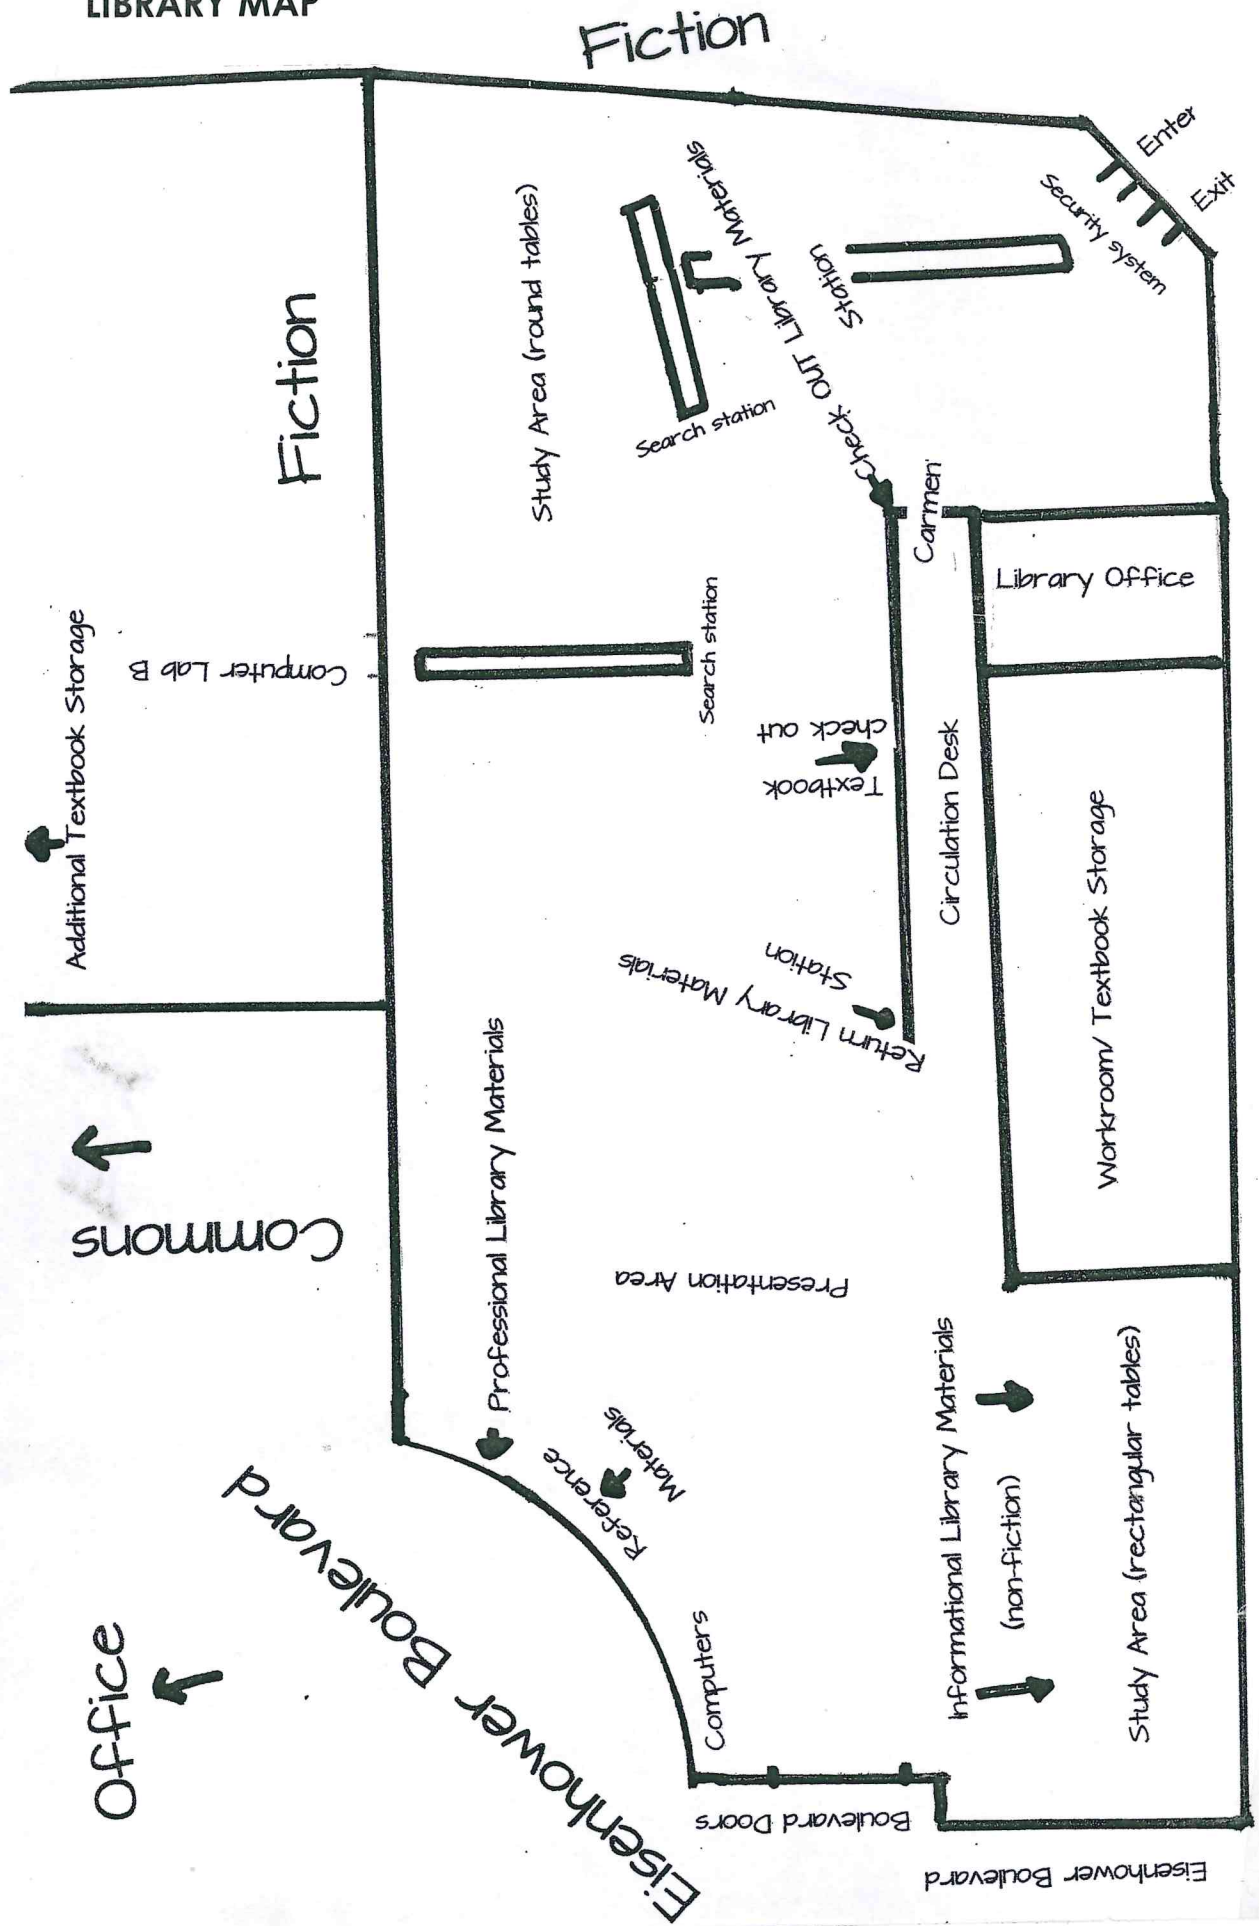 LIBRARY MAP
Fiction
Enter
Exit
Security system
Check OUT Library Materials
Station
Study Area (round tables)
Search station
Fiction
Carmen
Library Office
Additional Textbook Storage
Computer Lab B
Search station
Textbook
check out
Circulation Desk
Workroom/ Textbook Storage
Return Library Materials
Station
Professional Library Materials
Commons
Presentation Area
Reference
Materials
Informational Library Materials
(non-fiction)
Study Area (rectangular tables)
Office
Eisenhower Boulevard
Computers
Boulevard Doors
Eisenhower Boulevard